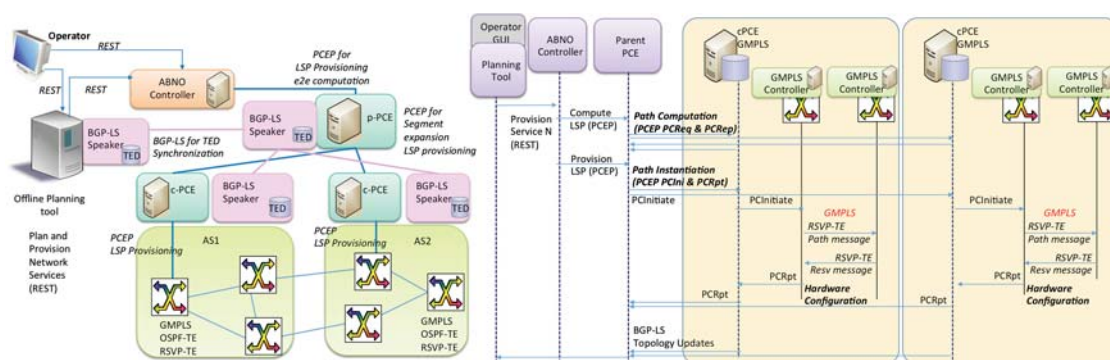 Operator
REST
REST
REST
ABNO
Controller
PCEP for
LSP Provisioning
e2e computation
BGP-LS
Speaker
TED
BGP-LS for TED
Synchronization
BGP-LS
Speaker
TED
p-PCE
PCEP for
Segment
expansion
LSP provisioning
Offline Planning
tool
Plan and
Provision
Network
Services
(REST)
c-PCE
BGP-LS
Speaker
TED
c-PCE
BGP-LS
Speaker
TED
PCEP
LSP Provisioning
AS1
PCEP
LSP Provisioning
AS2
GMPLS
OSPF-TE
RSVP-TE
GMPLS
OSPF-TE
RSVP-TE
Operator
GUI
Planning
Tool
ABNO
Controller
Parent
PCE
cPCE
GMPLS
GMPLS
Controller
GMPLS
Controller
cPCE
GMPLS
GMPLS
Controller
GMPLS
Controller
Provision
Service N
(REST)
Compute
LSP (PCEP)
Path Computation
(PCEP PCReq & PCRep)
Provision
LSP (PCEP)
Path Instantiation
(PCEP PCIni & PCRpt)
PCInitiate
PCInitiate
GMPLS
RSVP-TE
Path message
RSVP-TE
Resv message
PCRpt
Hardware
Configuration
PCRpt
PCInitiate
GMPLS
RSVP-TE
Path message
RSVP-TE
Resv message
PCRpt
Hardware
Configuration
PCRpt
BGP-LS
Topology Updates